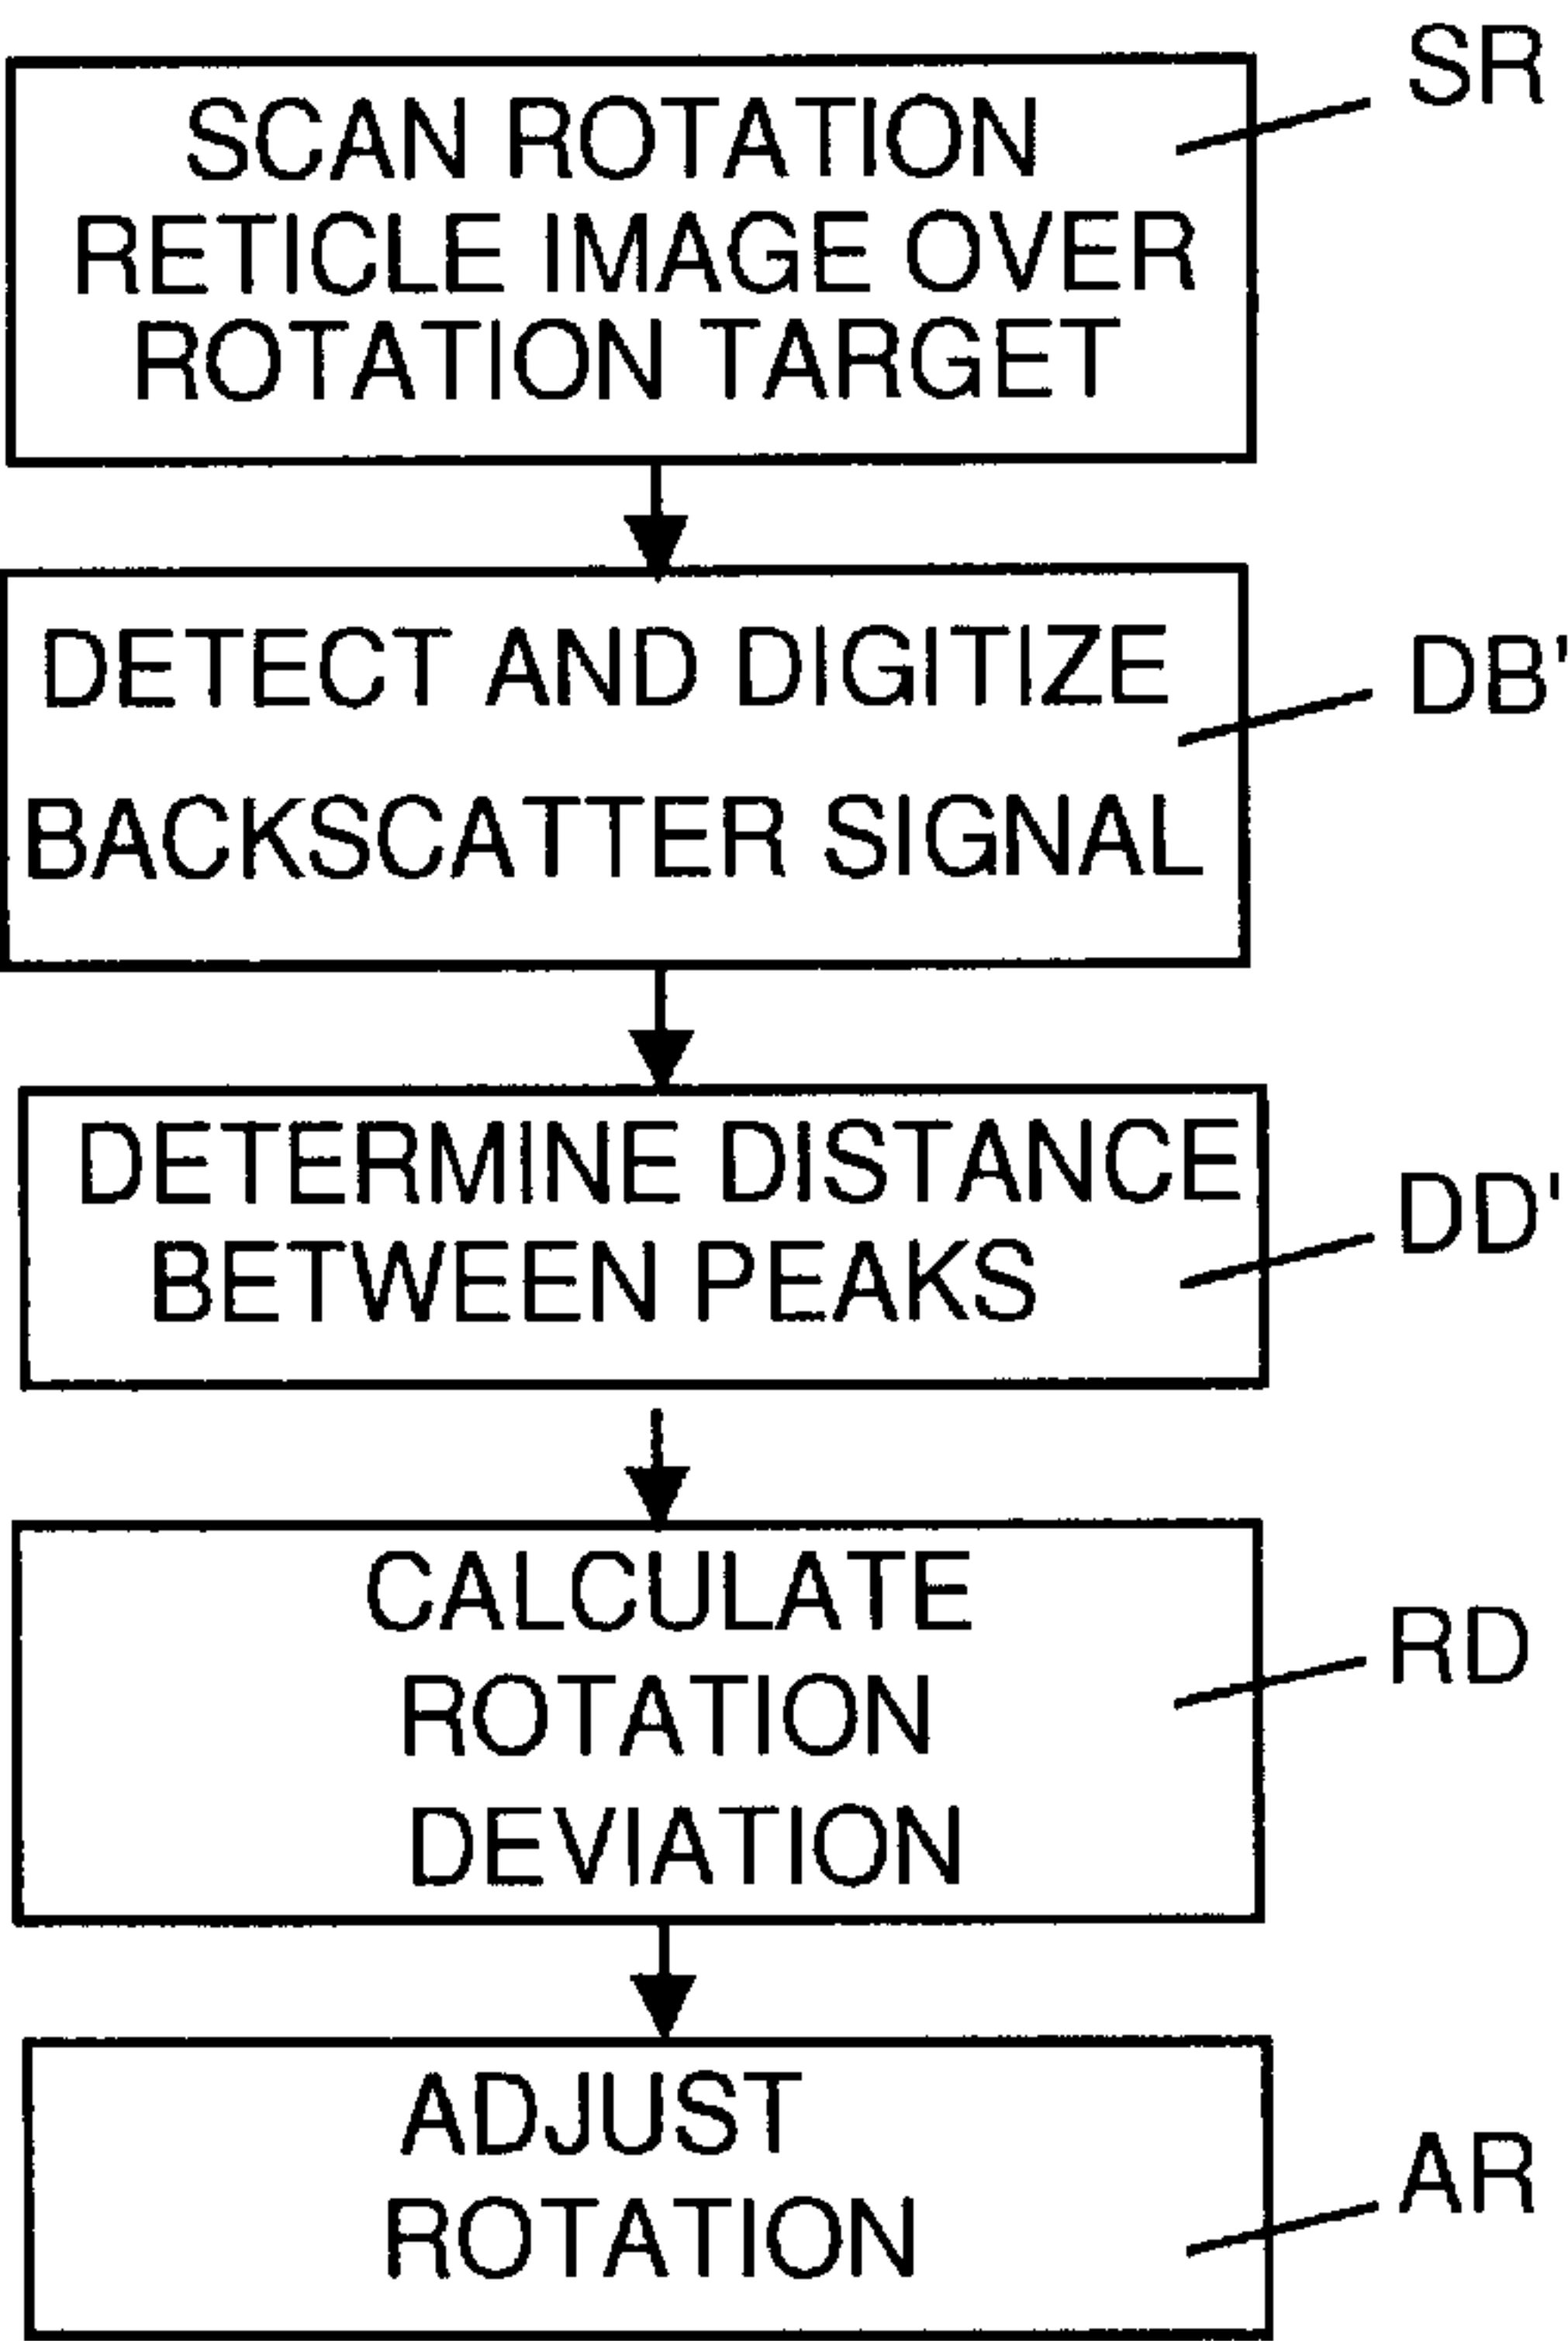 SR
SCAN ROTATION
RETICLE IMAGE OVER
ROTATION TARGET
DETECT AND DIGITIZE
DB'
BACKSCATTER SIGNAL
DETERMINE DISTANCE
DD'
BETWEEN PEAKS
CALCULATE
RD
ROTATION
DEVIATION
ADJUST
AR
ROTATION